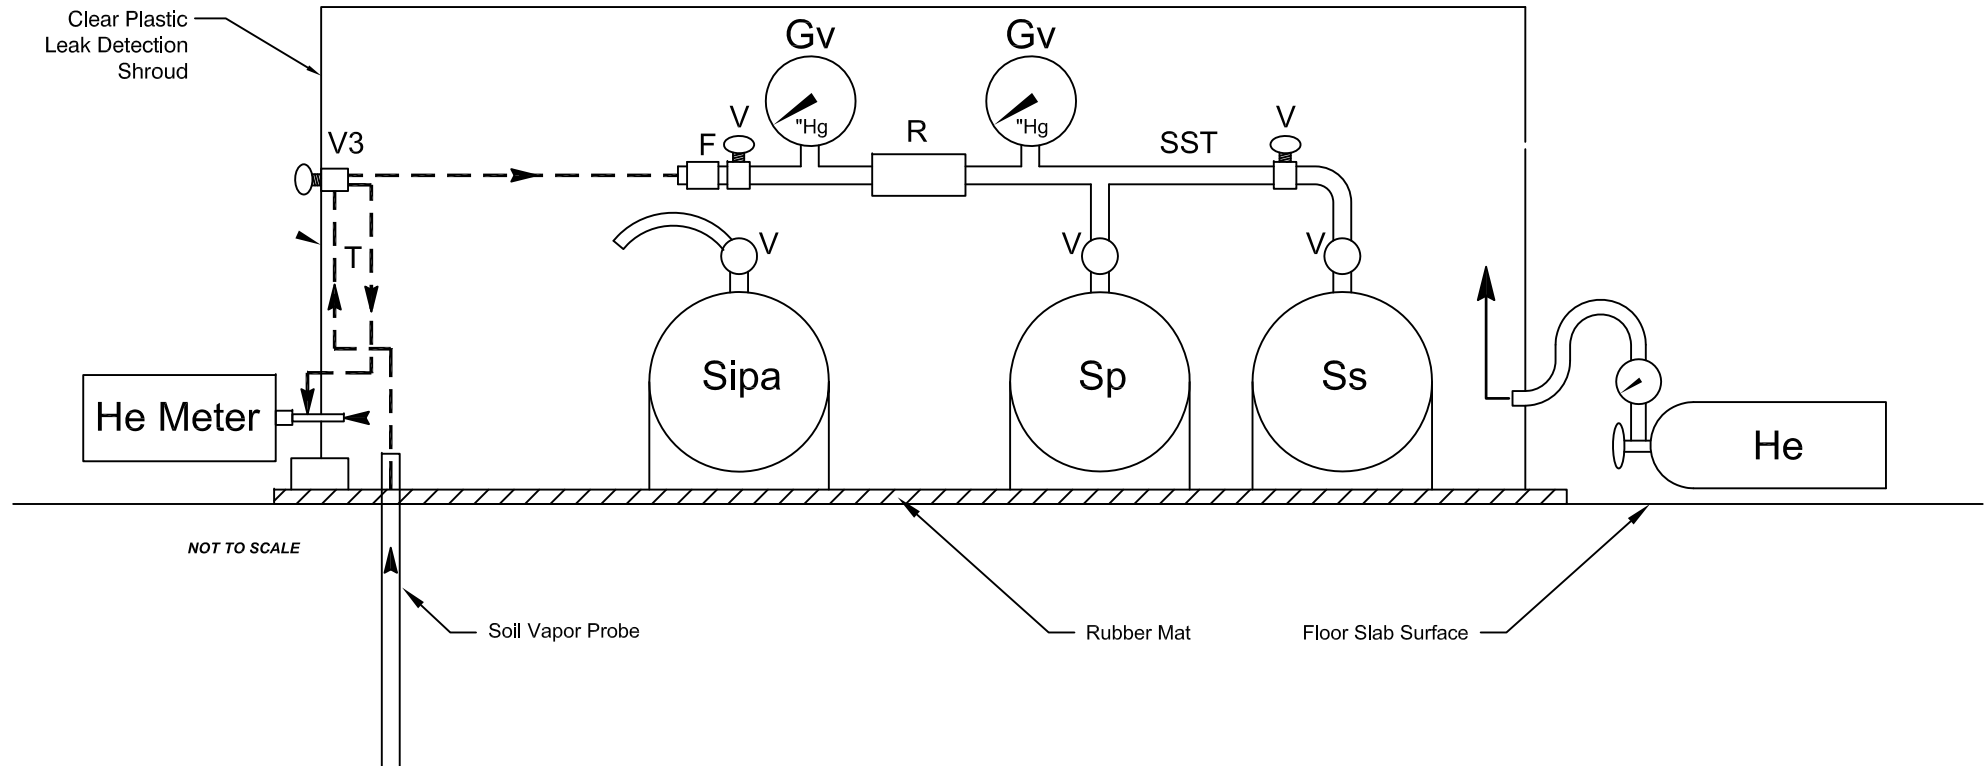 Clear Plastic
Leak Detection
Shroud
Gv
Gv
V3
F
V
"Hg
R
"Hg
SST
V
T
V
V
V
Sipa
Sp
Ss
He Meter
He
NOT TO SCALE
Soil Vapor Probe
Rubber Mat
Floor Slab Surface